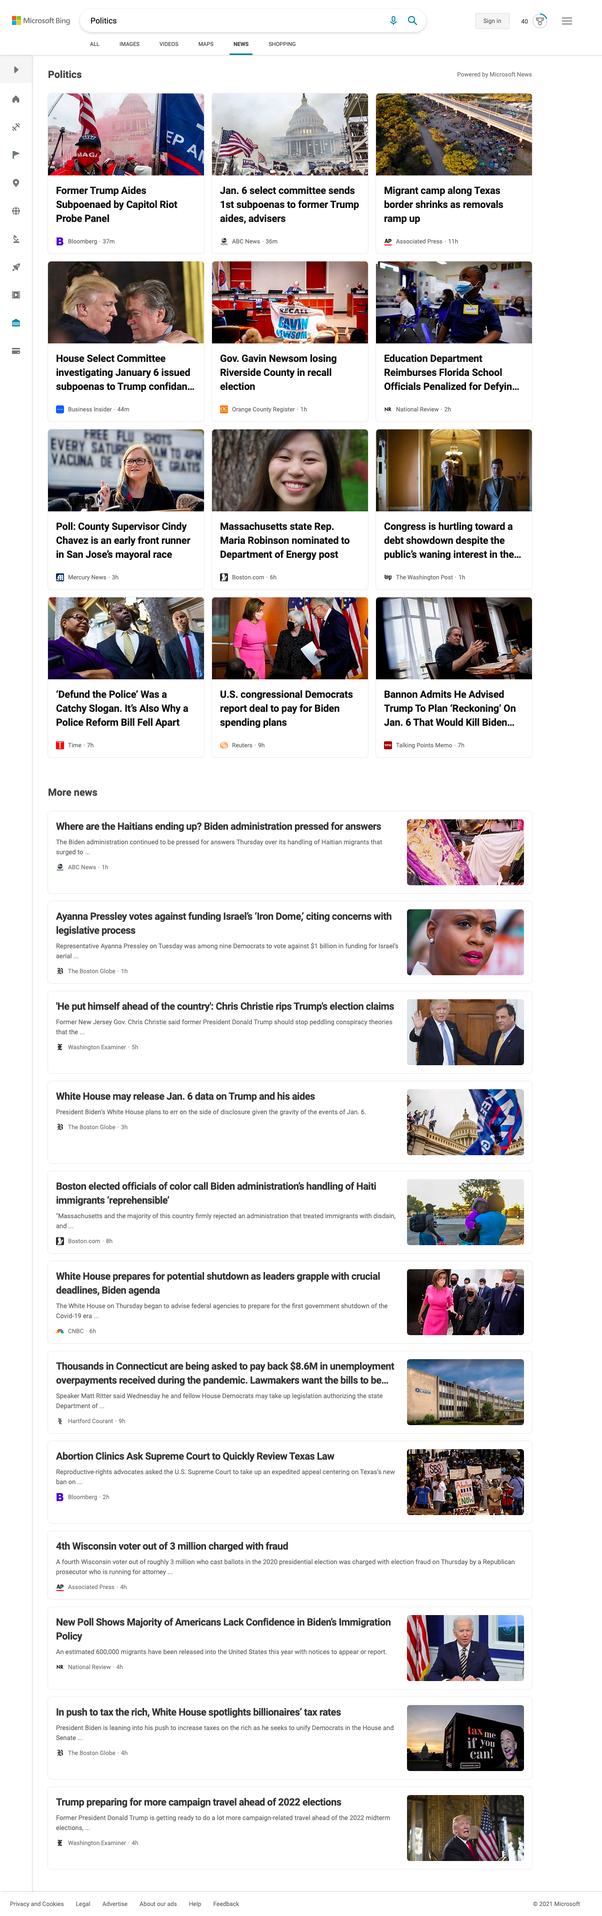 Microsoft Bing
Politics
Sign in
40
ALL
IMAGES
VIDEOS
MAPS
NEWS
SHOPPING
Politics
Powered by Microsoft News
Former Trump Aides
Subpoenaed by Capitol Riot
Probe Panel
Bloomberg · 37m
Jan. 6 select committee sends
1st subpoenas to former Trump
aides, advisers
ABC News · 36m
Migrant camp along Texas
border shrinks as removals
ramp up
AP Associated Press · 11h
House Select Committee
investigating January 6 issued
subpoenas to Trump confidan...
Business Insider · 44m
RECALL
GAVIN
NEWSOM
Gov. Gavin Newsom losing
Riverside County in recall
election
Orange County Register · 1h
Education Department
Reimburses Florida School
Officials Penalized for Defyin...
NR National Review · 2h
FREE FLU SHOTS
EVERY SATURDAY
AM TO 4PM
VACUNA DE
GRATIS
Poll: County Supervisor Cindy
Chavez is an early front runner
in San Jose's mayoral race
Mercury News · 3h
Massachusetts state Rep.
Maria Robinson nominated to
Department of Energy post
Boston.com · 6h
Congress is hurtling toward a
debt showdown despite the
public's waning interest in the...
wp The Washington Post · 1h
'Defund the Police' Was a
Catchy Slogan. It's Also Why a
Police Reform Bill Fell Apart
Time · 7h
U.S. congressional Democrats
report deal to pay for Biden
spending plans
Reuters · 9h
Bannon Admits He Advised
Trump To Plan 'Reckoning' On
Jan. 6 That Would Kill Biden...
Talking Points Memo · 7h
More news
Where are the Haitians ending up? Biden administration pressed for answers
The Biden administration continued to be pressed for answers Thursday over its handling of Haitian migrants that
surged to ...
ABC News · 1h
Ayanna Pressley votes against funding Israel's 'Iron Dome,' citing concerns with
legislative process
Representative Ayanna Pressley on Tuesday was among nine Democrats to vote against $1 billion in funding for Israel's
aerial ...
The Boston Globe · 1h
'He put himself ahead of the country': Chris Christie rips Trump's election claims
Former New Jersey Gov. Chris Christie said former President Donald Trump should stop peddling conspiracy theories
that the ...
Washington Examiner · 5h
White House may release Jan. 6 data on Trump and his aides
President Biden's White House plans to err on the side of disclosure given the gravity of the events of Jan. 6.
The Boston Globe · 3h
Boston elected officials of color call Biden administration's handling of Haiti
immigrants 'reprehensible'
"Massachusetts and the majority of this country firmly rejected an administration that treated immigrants with disdain,
and ...
Boston.com · 8h
White House prepares for potential shutdown as leaders grapple with crucial
deadlines, Biden agenda
The White House on Thursday began to advise federal agencies to prepare for the first government shutdown of the
Covid-19 era ...
CNBC · 6h
Thousands in Connecticut are being asked to pay back $8.6M in unemployment
overpayments received during the pandemic. Lawmakers want the bills to be...
Speaker Matt Ritter said Wednesday he and fellow House Democrats may take up legislation authorizing the state
Department of ...
Hartford Courant · 9h
Abortion Clinics Ask Supreme Court to Quickly Review Texas Law
Reproductive-rights advocates asked the U.S. Supreme Court to take up an expedited appeal centering on Texas's new
ban on ...
Bloomberg · 2h
4th Wisconsin voter out of 3 million charged with fraud
A fourth Wisconsin voter out of roughly 3 million who cast ballots in the 2020 presidential election was charged with election fraud on Thursday by a Republican
prosecutor who is running for attorney ...
AP Associated Press · 4h
New Poll Shows Majority of Americans Lack Confidence in Biden's Immigration
Policy
An estimated 600,000 migrants have been released into the United States this year with notices to appear or report.
NR National Review · 4h
In push to tax the rich, White House spotlights billionaires' tax rates
President Biden is leaning into his push to increase taxes on the rich as he seeks to unify Democrats in the House and
Senate ...
The Boston Globe · 4h
tax me
if you
can!
Trump preparing for more campaign travel ahead of 2022 elections
Former President Donald Trump is getting ready to do a lot more campaign-related travel ahead of the 2022 midterm
elections, ...
Washington Examiner · 4h
Privacy and Cookies
Legal
Advertise
About our ads
Help
Feedback
© 2021 Microsoft